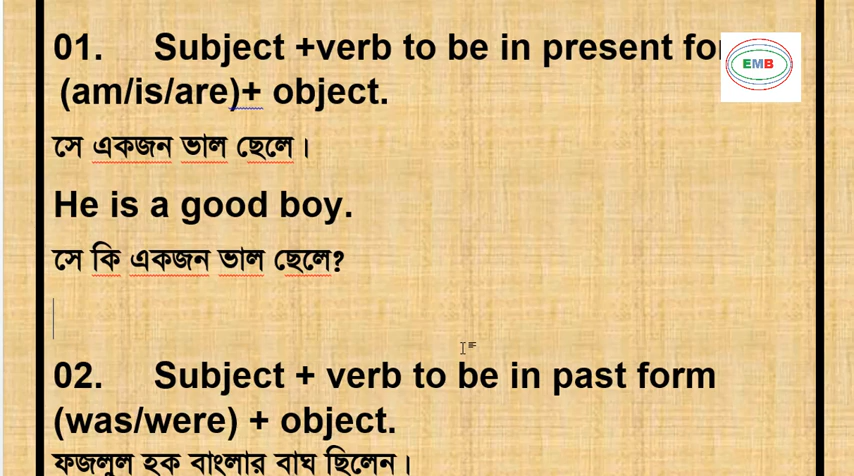 01. Subject +verb to be in present
EMB
(am/is/are)+ object.
সে একজন ভাল ছেলে।
He is a good boy.
সে কি একজন ভাল ছেলে?
02. Subject + verb to be in past form
(was/were) + object.
ফজলুল হক বাংলার বাঘ ছিলেন।